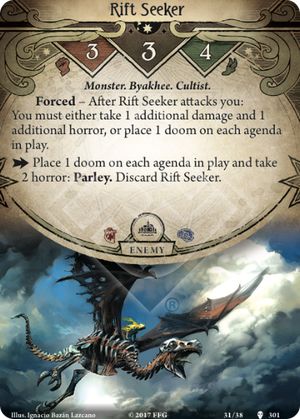 Rift Seeker
3 3 4
Monster. Byakhee. Cultist.
Forced – After Rift Seeker attacks you:
You must either take 1 additional damage and 1
additional horror, or place 1 doom on each agenda
in play.
Place 1 doom on each agenda in play and take
2 horror: Parley. Discard Rift Seeker.
ENEMY
®
Illus. Ignacio Bazán Lazcano © 2017 FFG 31/38 301